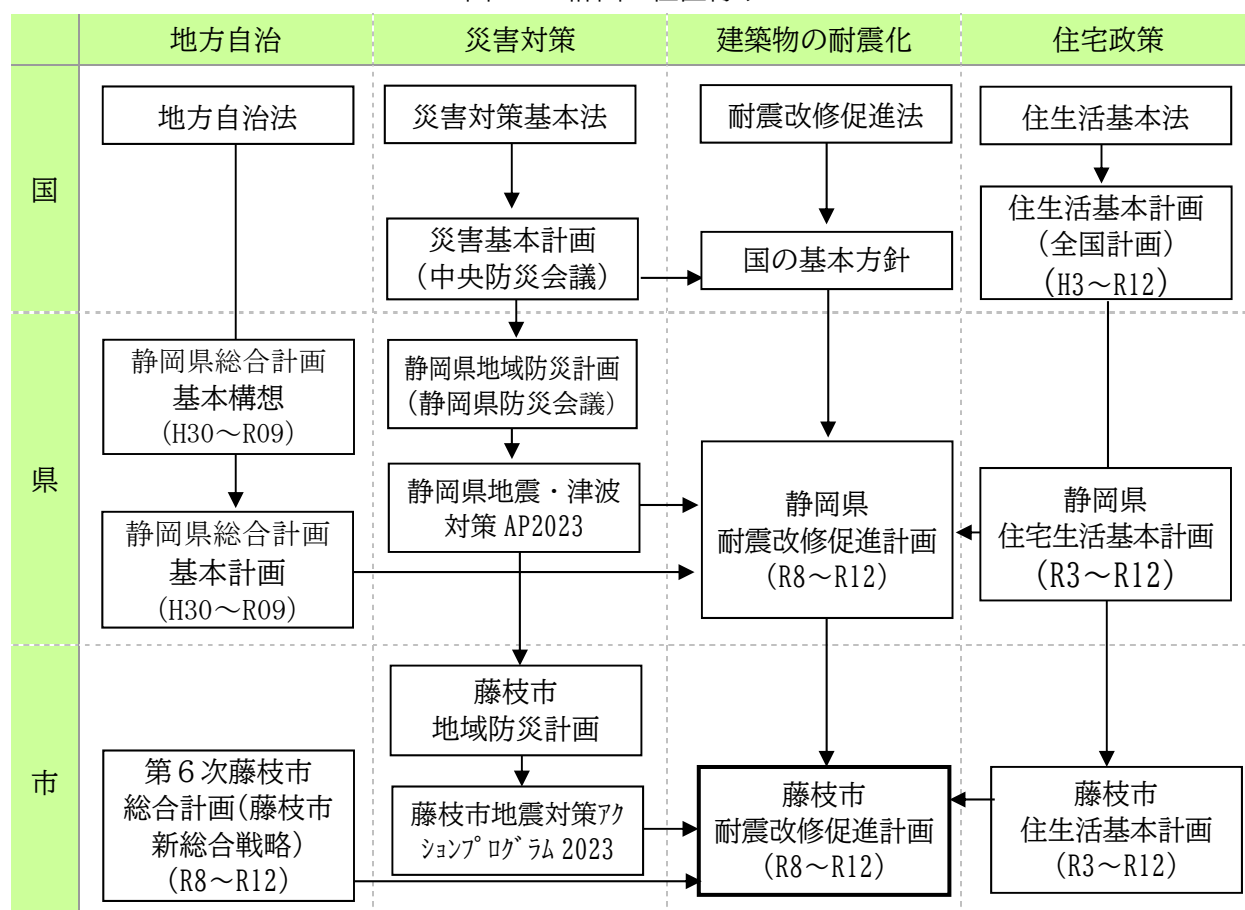 地方自治
災害対策
建築物の耐震化
住宅政策
国
地方自治法
災害対策基本法
耐震改修促進法
住生活基本法
災害基本計画
(中央防災会議)
国の基本方針
住生活基本計画
(全国計画)
(H3～R12)
県
静岡県総合計画
基本構想
(H30～R09)
静岡県地域防災計画
(静岡県防災会議)
静岡県総合計画
基本計画
(H30～R09)
静岡県地震・津波
対策 AP2023
静岡県
耐震改修促進計画
(R8～R12)
静岡県
住宅生活基本計画
(R3～R12)
市
藤枝市
地域防災計画
第６次藤枝市
総合計画(藤枝市
新総合戦略)
(R8～R12)
藤枝市地震対策ｱｸ
ｼｮﾝﾌﾟﾛｸﾞﾗﾑ 2023
藤枝市
耐震改修促進計画
(R8～R12)
藤枝市
住生活基本計画
(R3～R12)